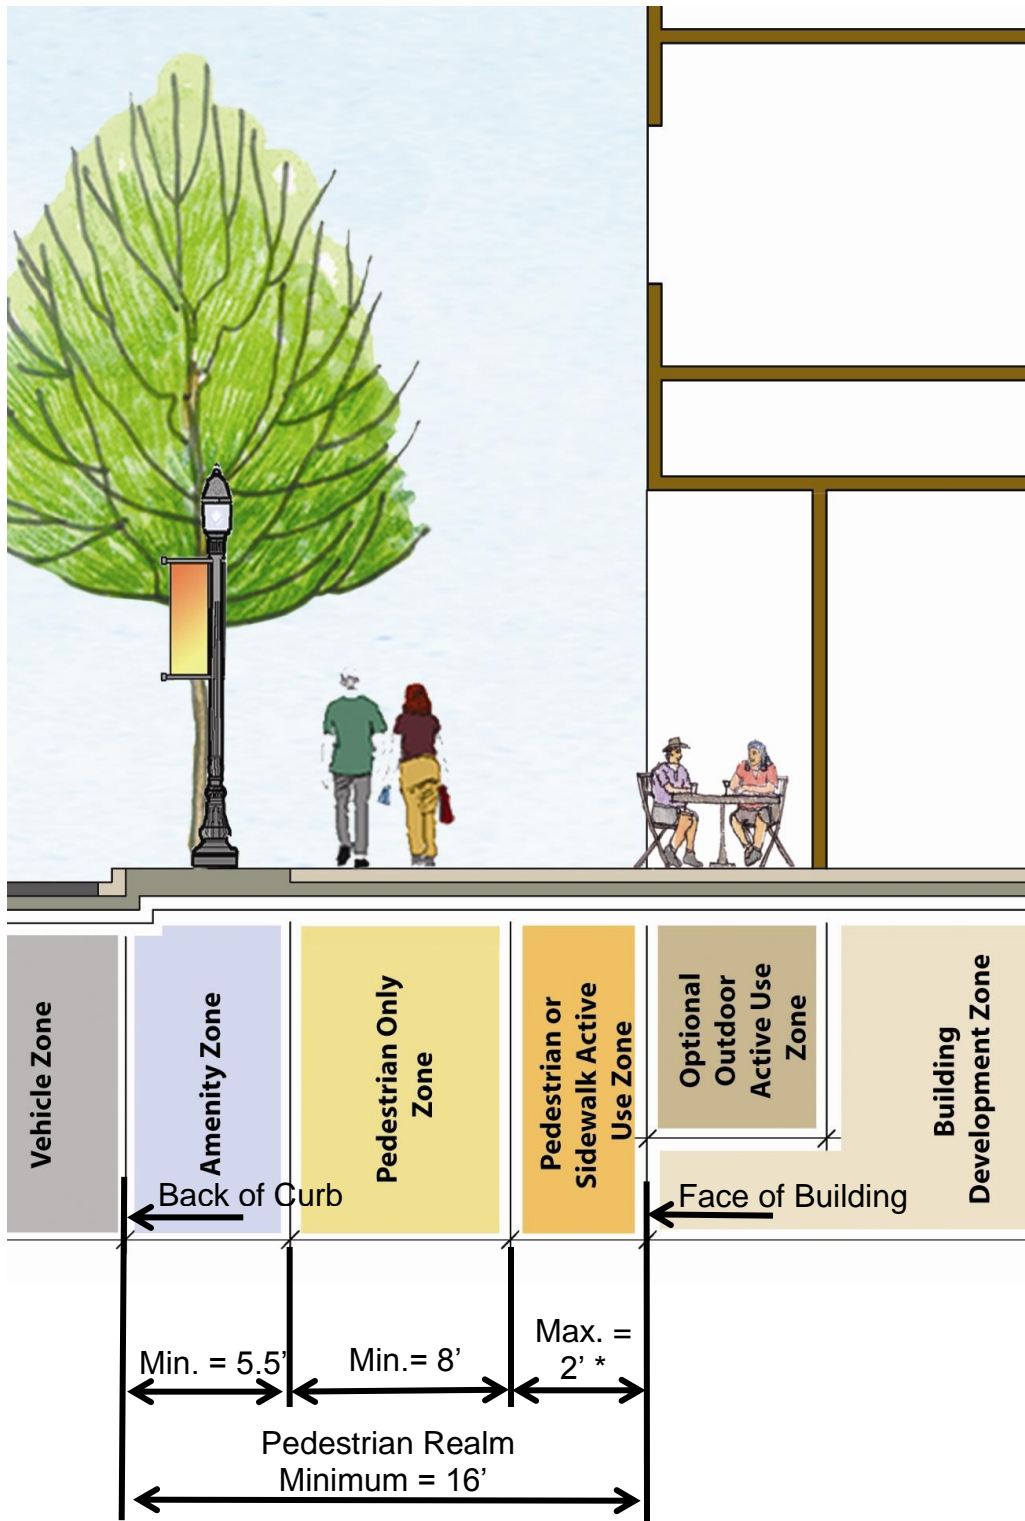 Vehicle Zone
Amenity Zone
Pedestrian Only
Zone
Pedestrian or
Sidewalk Active
Use Zone
Optional
Outdoor
Active Use
Zone
Building
Development Zone
Back of Curb
Face of Building
Min. = 5.5’
Min.= 8’
Max. =
2’ *
Pedestrian Realm
Minimum = 16’